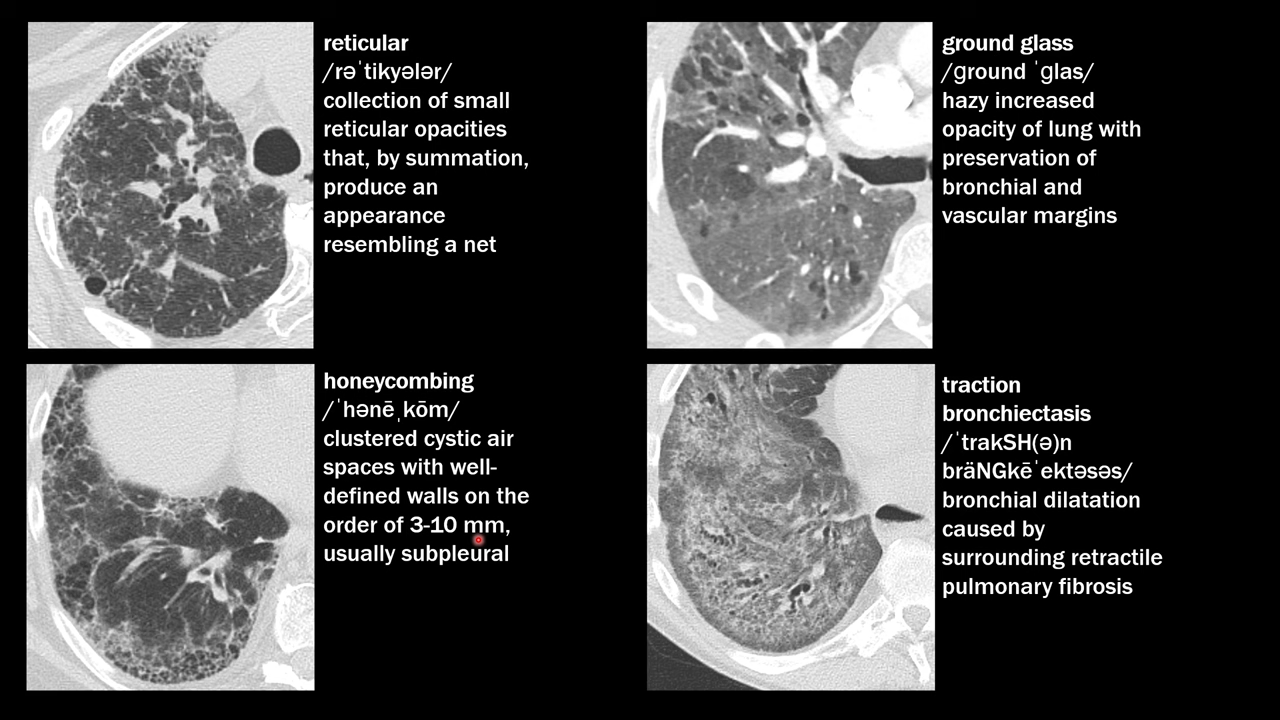 reticular
/rəˈtikyələr/
collection of small
reticular opacities
that, by summation,
produce an
appearance
resembling a net
ground glass
/ɡround ˈɡlas/
hazy increased
opacity of lung with
preservation of
bronchial and
vascular margins
honeycombing
/ˈhənēˌkōm/
clustered cystic air
spaces with well-
defined walls on the
order of 3-10 mm,
usually subpleural
traction
bronchiectasis
/ˈtrakSH(ə)n
bräNGkēˈektəsəs/
bronchial dilatation
caused by
surrounding retractile
pulmonary fibrosis